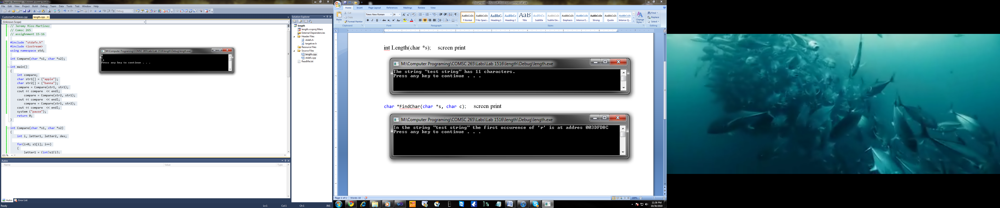 length (Running) - Microsoft Visual Studio
File Edit View Project Build Debug Team Data Tools Test Window Help
Debug
CustomerPurchases.cpp length.cpp
(Unknown Scope)
// Jeremy Rios-Martinez
// Comsc 265
// assighnment 15-16
#include "stdafx.h"
#include <iostream>
using namespace std;
int Compare(char *s1, char *s2);
int main()
{
int compare;
char str1[] = {"apple"};
char str2[] = {"banna"};
compare = Compare(str1, str1);
cout << compare << endl;
compare = Compare(str2, str1);
cout << compare << endl;
compare = Compare(str1, str2);
cout << compare << endl;
system ("pause");
return 0;
}
int Compare(char *s1, char *s2)
{
int i, letter1, letter2, des;
for(i=0; s1[i]; i++)
{
letter1 = (int)s1[i];
121 %
M:\Computer Programing\COMSC 265\Labs\Lab 1516\length\Debug\length.exe
0
1
-1
Press any key to continue . . .
Autos
Name Value Type
Autos Error List
Ready Ln 1 Col 1 Ch 1 INS
Solution Explorer
length
length.vcxproj.filters
External Dependencies
Header Files
stdafx.h
targetver.h
Resource Files
Source Files
length.cpp
stdafx.cpp
ReadMe.txt
Microsoft Word non-commercial use
Home Insert Page Layout References Mailings Review View
Paste
Cut
Copy
Format Painter
Clipboard
Times New Roman 24
Font
Paragraph
AaBbCcDc AaBbCcDc AaBbC AaBbCc AaB AaBbCc. AaBbCcDc AaBbCcDc AaBbCcDc AaBbCcDc AaBbCcDc AaBbCcDc
¶ Normal ¶ No Spaci... Heading 1 Heading 2 Title Subtitle Subtle Em... Emphasis Intense E... Strong Quote Intense Q...
Change Styles
Styles
Find
Replace
Select
Editing
int Length(char *s); screen print
M:\Computer Programing\COMSC 265\Labs\Lab 1516\length\Debug\length.exe
The string "test string" has 11 characters.
Press any key to continue . . .
char *FindChar(char *s, char c); screen print
M:\Computer Programing\COMSC 265\Labs\Lab 1516\length\Debug\length.exe
In the string "test string" the first occurence of 'r' is at addres 003DFD8C
Press any key to continue . . .
Page: 1 of 1 Words: 18
189%
11:36 PM
10/30/2010